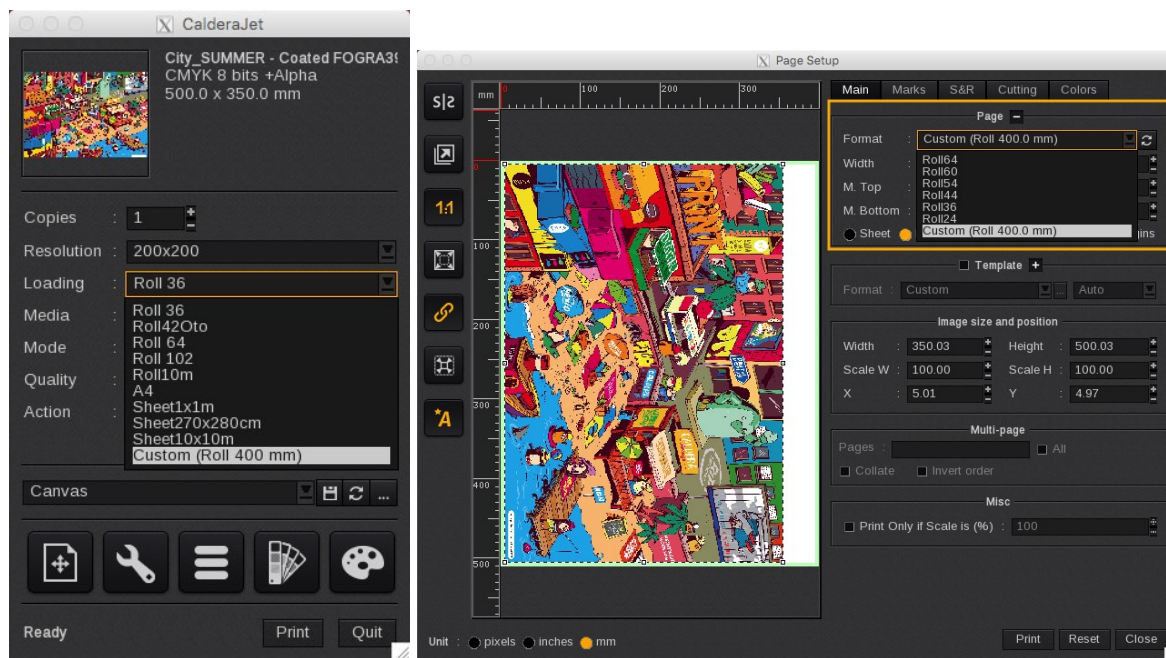 CalderaJet
City_SUMMER - Coated FOGRA39
CMYK 8 bits +Alpha
500.0 x 350.0 mm
Copies : 1
Resolution : 200x200
Loading : Roll 36
Media :
Mode :
Quality :
Action :
Roll 36
Roll42Oto
Roll 64
Roll 102
Roll10m
A4
Sheet1x1m
Sheet270x280cm
Sheet10x10m
Custom (Roll 400 mm)
Canvas
...
Ready
Print
Quit
Page Setup
S|S
1:1
A
mm
0 100 200 300
0
100
200
300
400
500
Unit : pixels inches mm
Main Marks S&R Cutting Colors
Page
Format : Custom (Roll 400.0 mm)
Width :
M. Top :
M. Bottom :
Roll64
Roll60
Roll54
Roll44
Roll36
Roll24
Custom (Roll 400.0 mm)
Sheet
gins
Template
Format : Custom ... Auto
Image size and position
Width : 350.03 Height : 500.03
Scale W : 100.00 Scale H : 100.00
X : 5.01 Y : 4.97
Multi-page
Pages : All
Collate Invert order
Misc
Print Only if Scale is (%) : 100
Print Reset Close